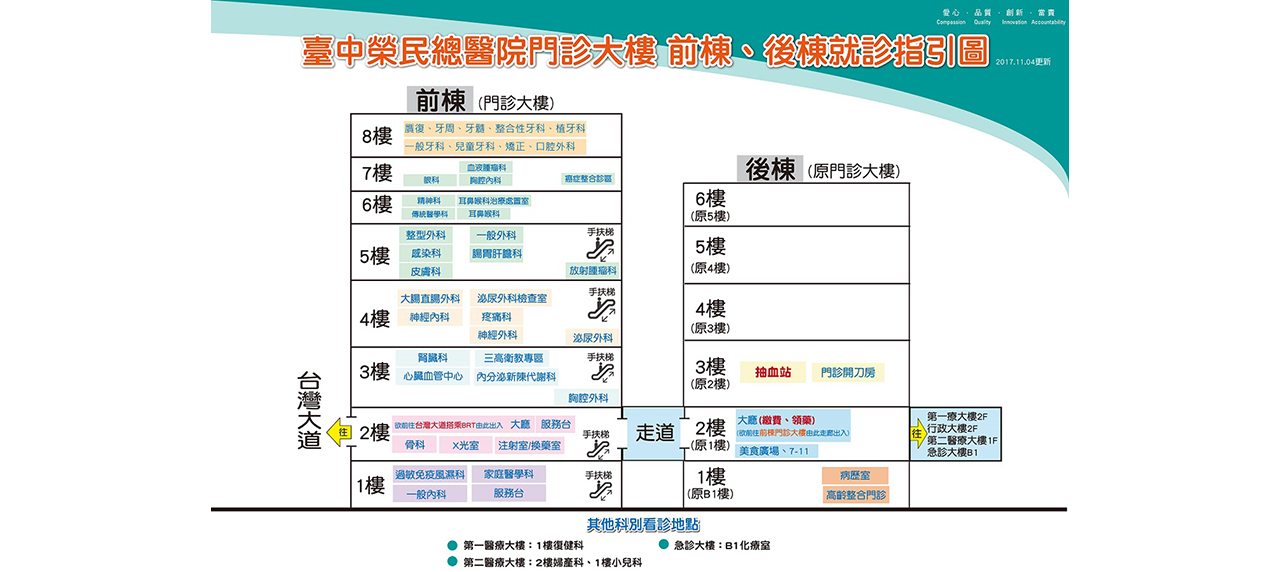 愛心 · 品質 · 創新 · 當責
Compassion Quality Innovation Accountability
臺中榮民總醫院門診大樓 前棟、後棟就診指引圖
2017.11.04更新
前棟 (門診大樓)
8樓
贗復、牙周、牙髓、整合性牙科、植牙科
一般牙科、兒童牙科、矯正、口腔外科
7樓
血液腫瘤科
眼科 胸腔內科 癌症整合診區
6樓
精神科 耳鼻喉科治療處置室
傳統醫學科 耳鼻喉科
5樓
整型外科 一般外科 手扶梯
感染科 腸胃肝膽科
皮膚科 放射腫瘤科
4樓
大腸直腸外科 泌尿外科檢查室 手扶梯
神經內科 疼痛科
神經外科 泌尿外科
3樓
腎臟科 三高衛教專區 手扶梯
心臟血管中心 內分泌新陳代謝科
胸腔外科
台灣大道
往
2樓
欲前往台灣大道搭乘BRT由此出入 大廳 服務台
骨科 X光室 注射室/換藥室 手扶梯
1樓
過敏免疫風濕科 家庭醫學科 手扶梯
一般內科 服務台
走道
後棟 (原門診大樓)
6樓
(原5樓)
5樓
(原4樓)
4樓
(原3樓)
3樓
(原2樓)
抽血站 門診開刀房
2樓
(原1樓)
大廳 (繳費、領藥)
(欲前往前棟門診大樓由此走廊出入)
美食廣場、7-11
往
第一療大樓2F
行政大樓2F
第二醫療大樓1F
急診大樓B1
1樓
(原B1樓)
病歷室
高齡整合門診
其他科別看診地點
第一醫療大樓：1樓復健科 急診大樓：B1化療室
第二醫療大樓：2樓婦產科、1樓小兒科